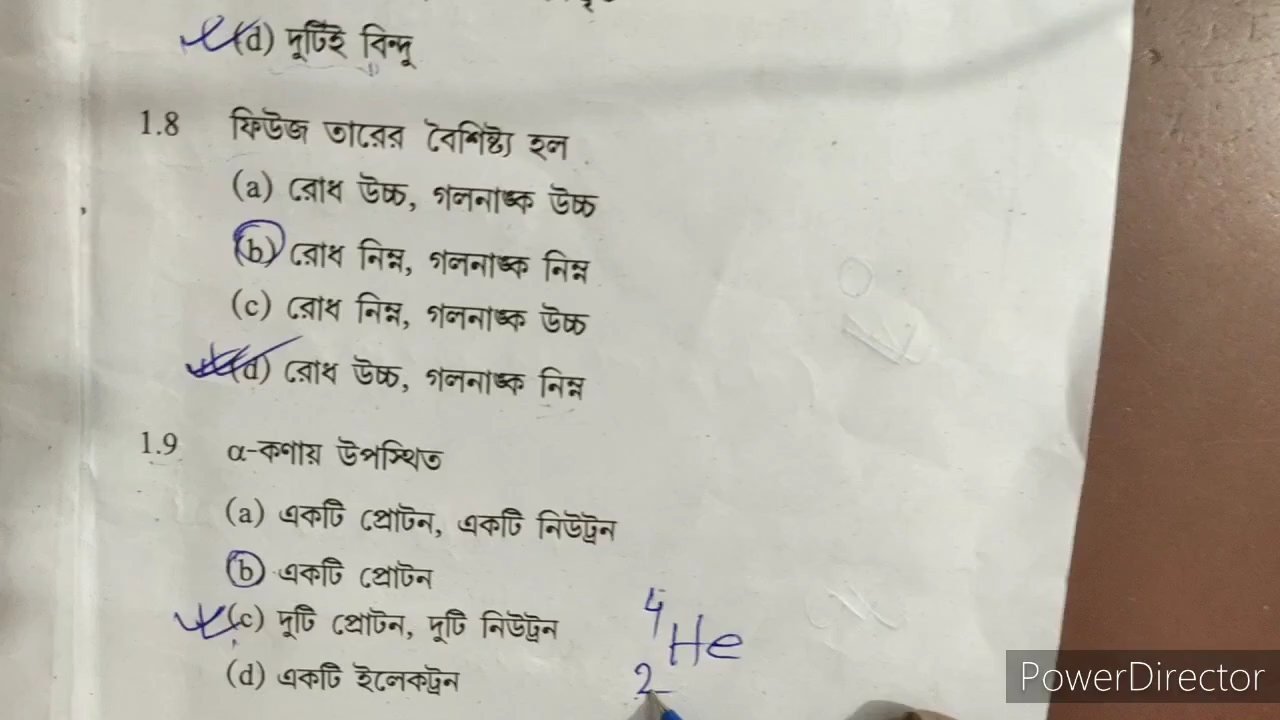 (d) দুটিই বিন্দু
1.8 ফিউজ তারের বৈশিষ্ট্য হল
(a) রোধ উচ্চ, গলনাঙ্ক উচ্চ
(b) রোধ নিম্ন, গলনাঙ্ক নিম্ন
(c) রোধ নিম্ন, গলনাঙ্ক উচ্চ
(d) রোধ উচ্চ, গলনাঙ্ক নিম্ন
1.9 α-কণায় উপস্থিত
(a) একটি প্রোটন, একটি নিউট্রন
(b) একটি প্রোটন
(c) দুটি প্রোটন, দুটি নিউট্রন
(d) একটি ইলেকট্রন
4
He
2
PowerDirector